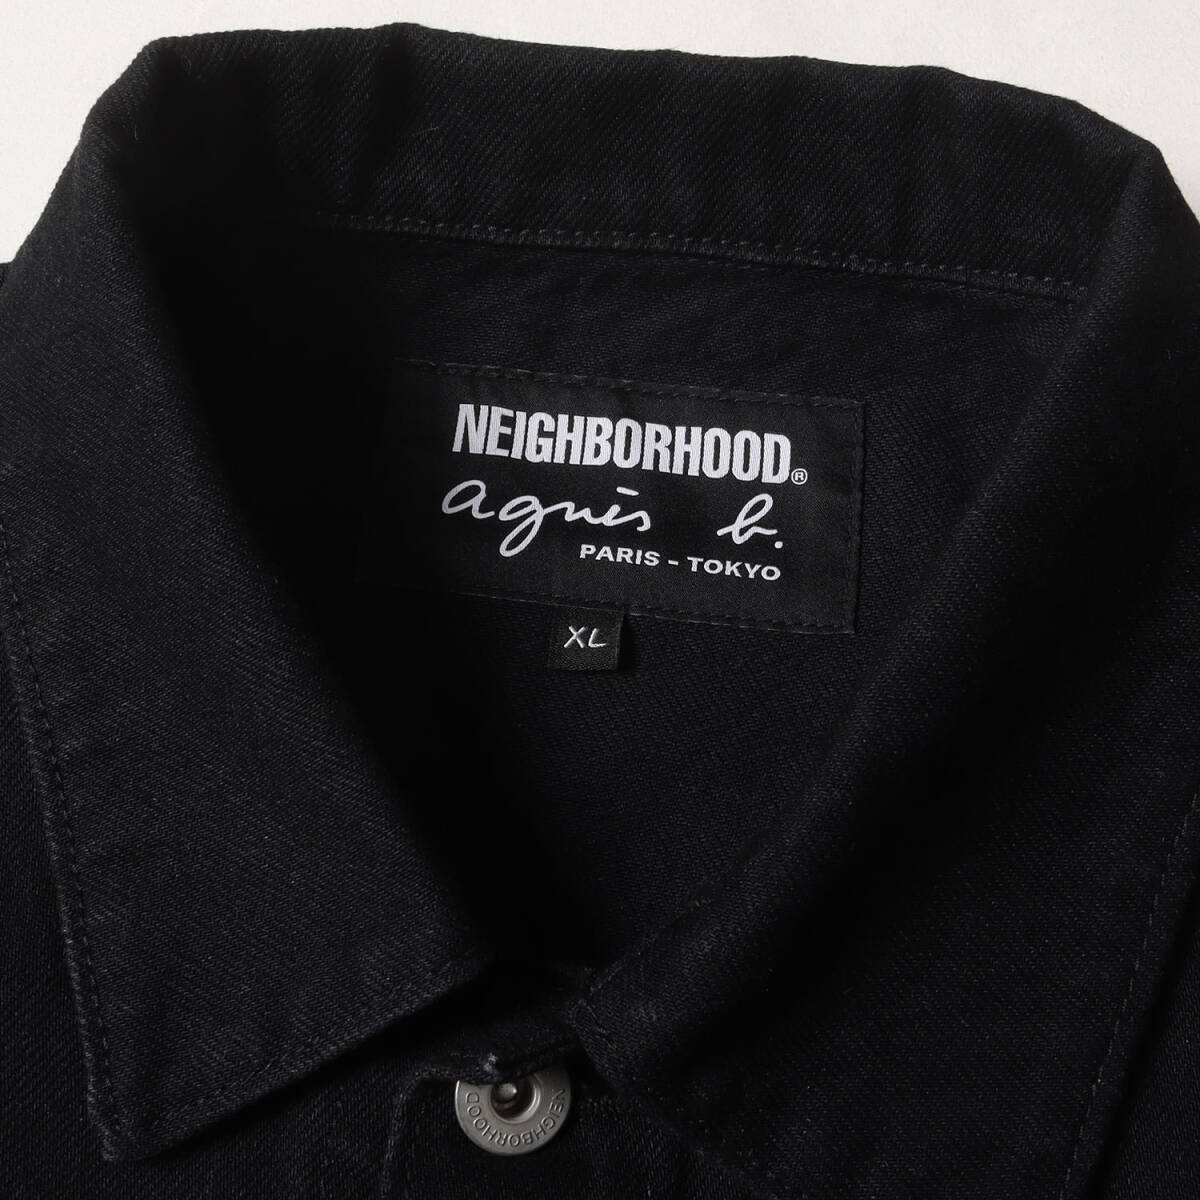 NEIGHBORHOOD®
agnès b.
PARIS - TOKYO
XL
NEIGHBORHOOD